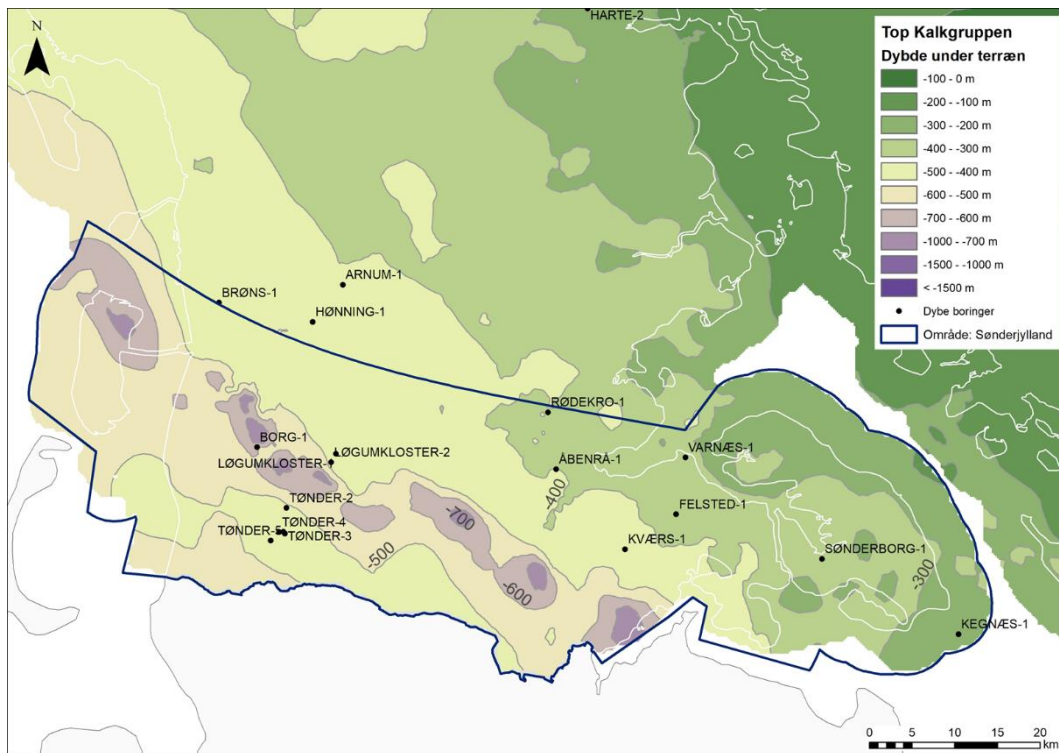 HARTE-2
N
Top Kalkgruppen
Dybde under terræn
-100 - 0 m
-200 - -100 m
-300 - -200 m
-400 - -300 m
-500 - -400 m
-600 - -500 m
-700 - -600 m
-1000 - -700 m
-1500 - -1000 m
< -1500 m
Dybe boringer
Område: Sønderjylland
ARNUM-1
BRØNS-1
HØNNING-1
RØDEKRO-1
BORG-1
LØGUMKLOSTER-2
LØGUMKLOSTER-1
VARNÆS-1
ÅBENRÅ-1
-400
TØNDER-2
FELSTED-1
-700
TØNDER-4
TØNDER-5
TØNDER-3
-500
KVÆRS-1
SØNDERBORG-1
-300
-600
KEGNÆS-1
0 5 10 20
km